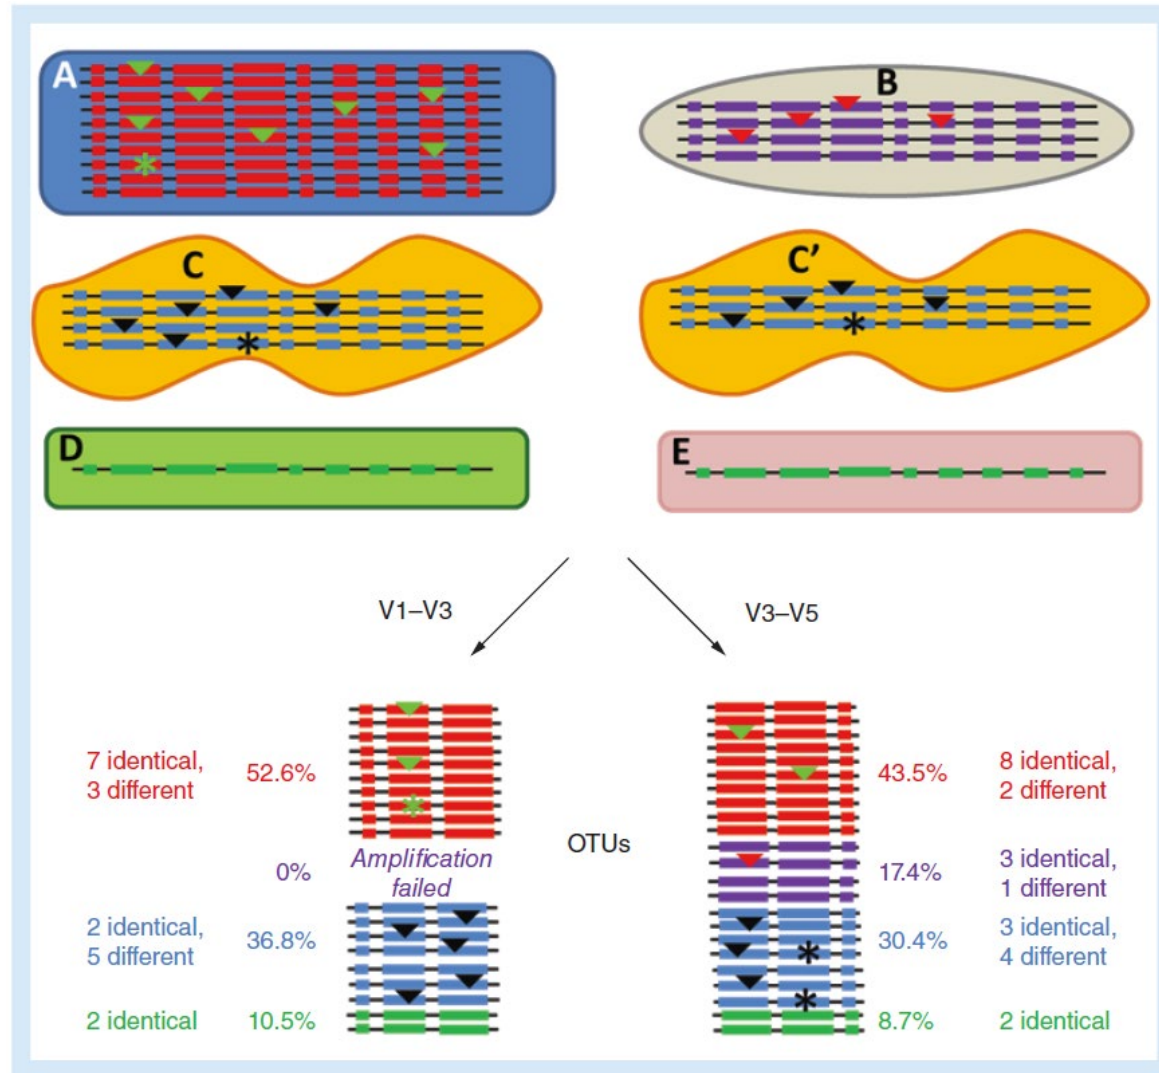 A
B
C
C’
D
E
V1–V3
V3–V5
7 identical,
3 different
52.6%
43.5%
8 identical,
2 different
OTUs
0%
Amplification
failed
17.4%
3 identical,
1 different
2 identical,
5 different
36.8%
30.4%
3 identical,
4 different
2 identical
10.5%
8.7%
2 identical